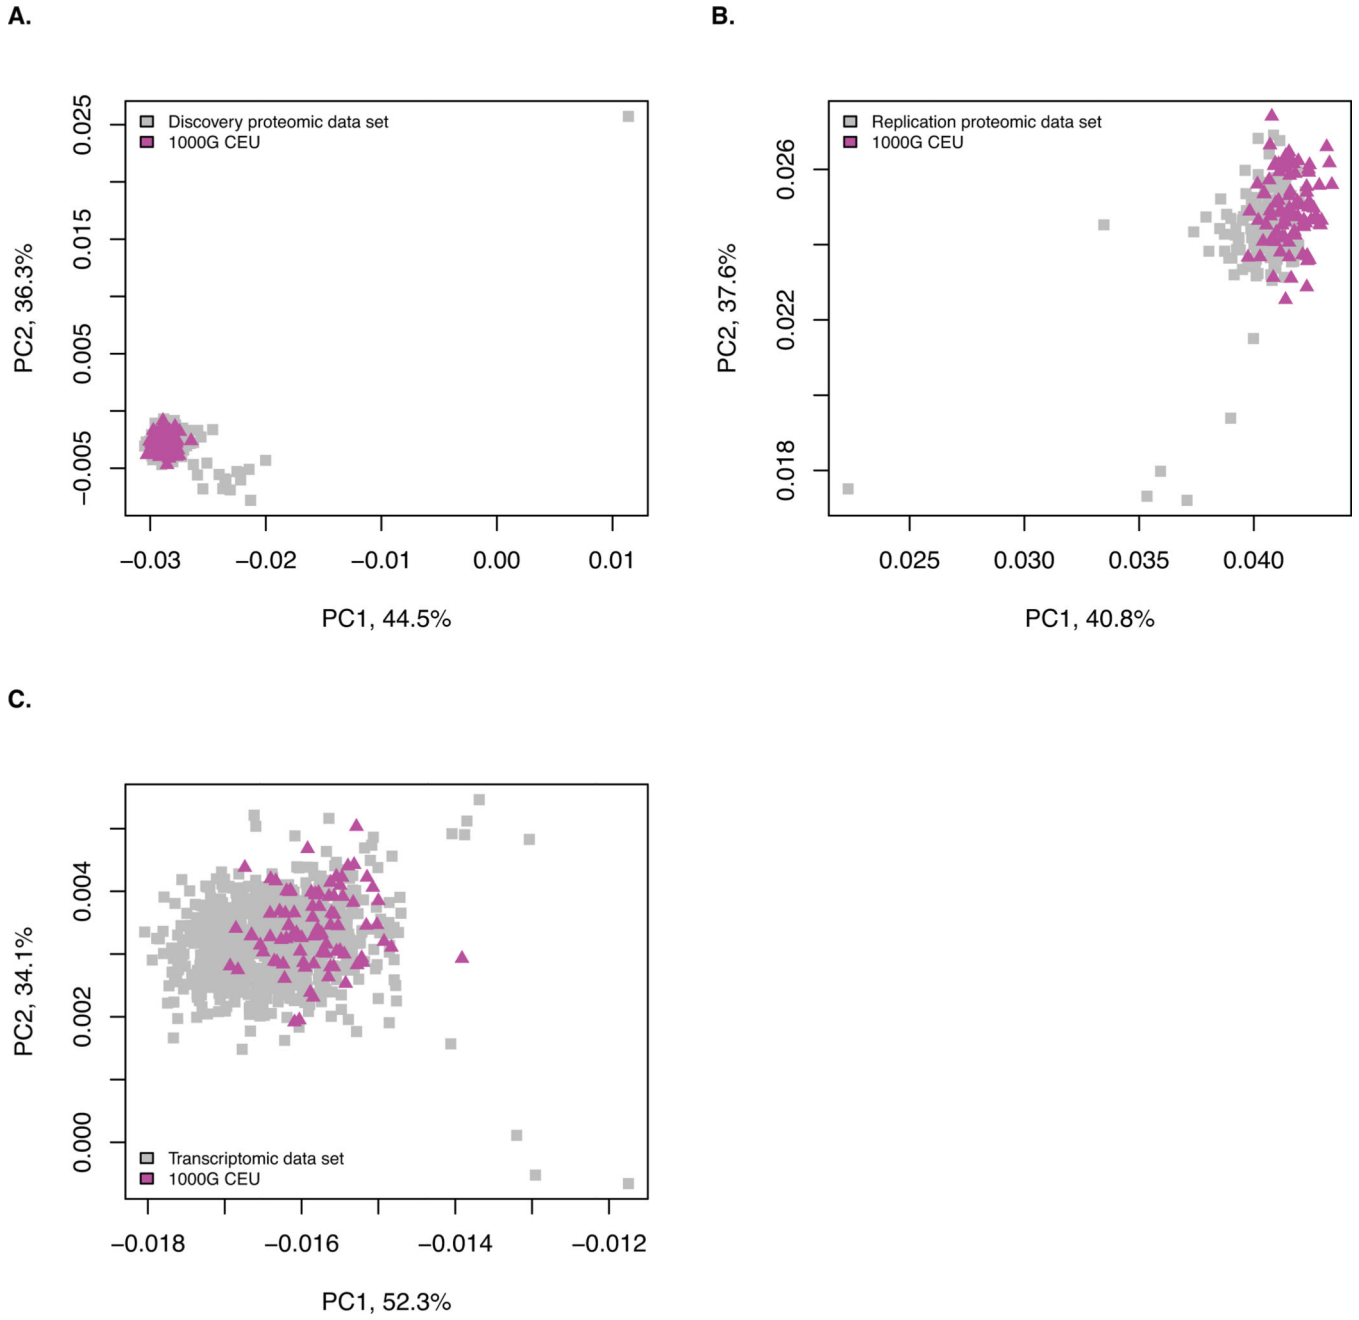 A.
Discovery proteomic data set
1000G CEU
0.025
0.015
0.005
−0.005
PC2, 36.3%
−0.03
−0.02
−0.01
0.00
0.01
PC1, 44.5%
B.
Replication proteomic data set
1000G CEU
0.026
0.022
0.018
PC2, 37.6%
0.025
0.030
0.035
0.040
PC1, 40.8%
C.
0.004
0.002
0.000
PC2, 34.1%
Transcriptomic data set
1000G CEU
−0.018
−0.016
−0.014
−0.012
PC1, 52.3%